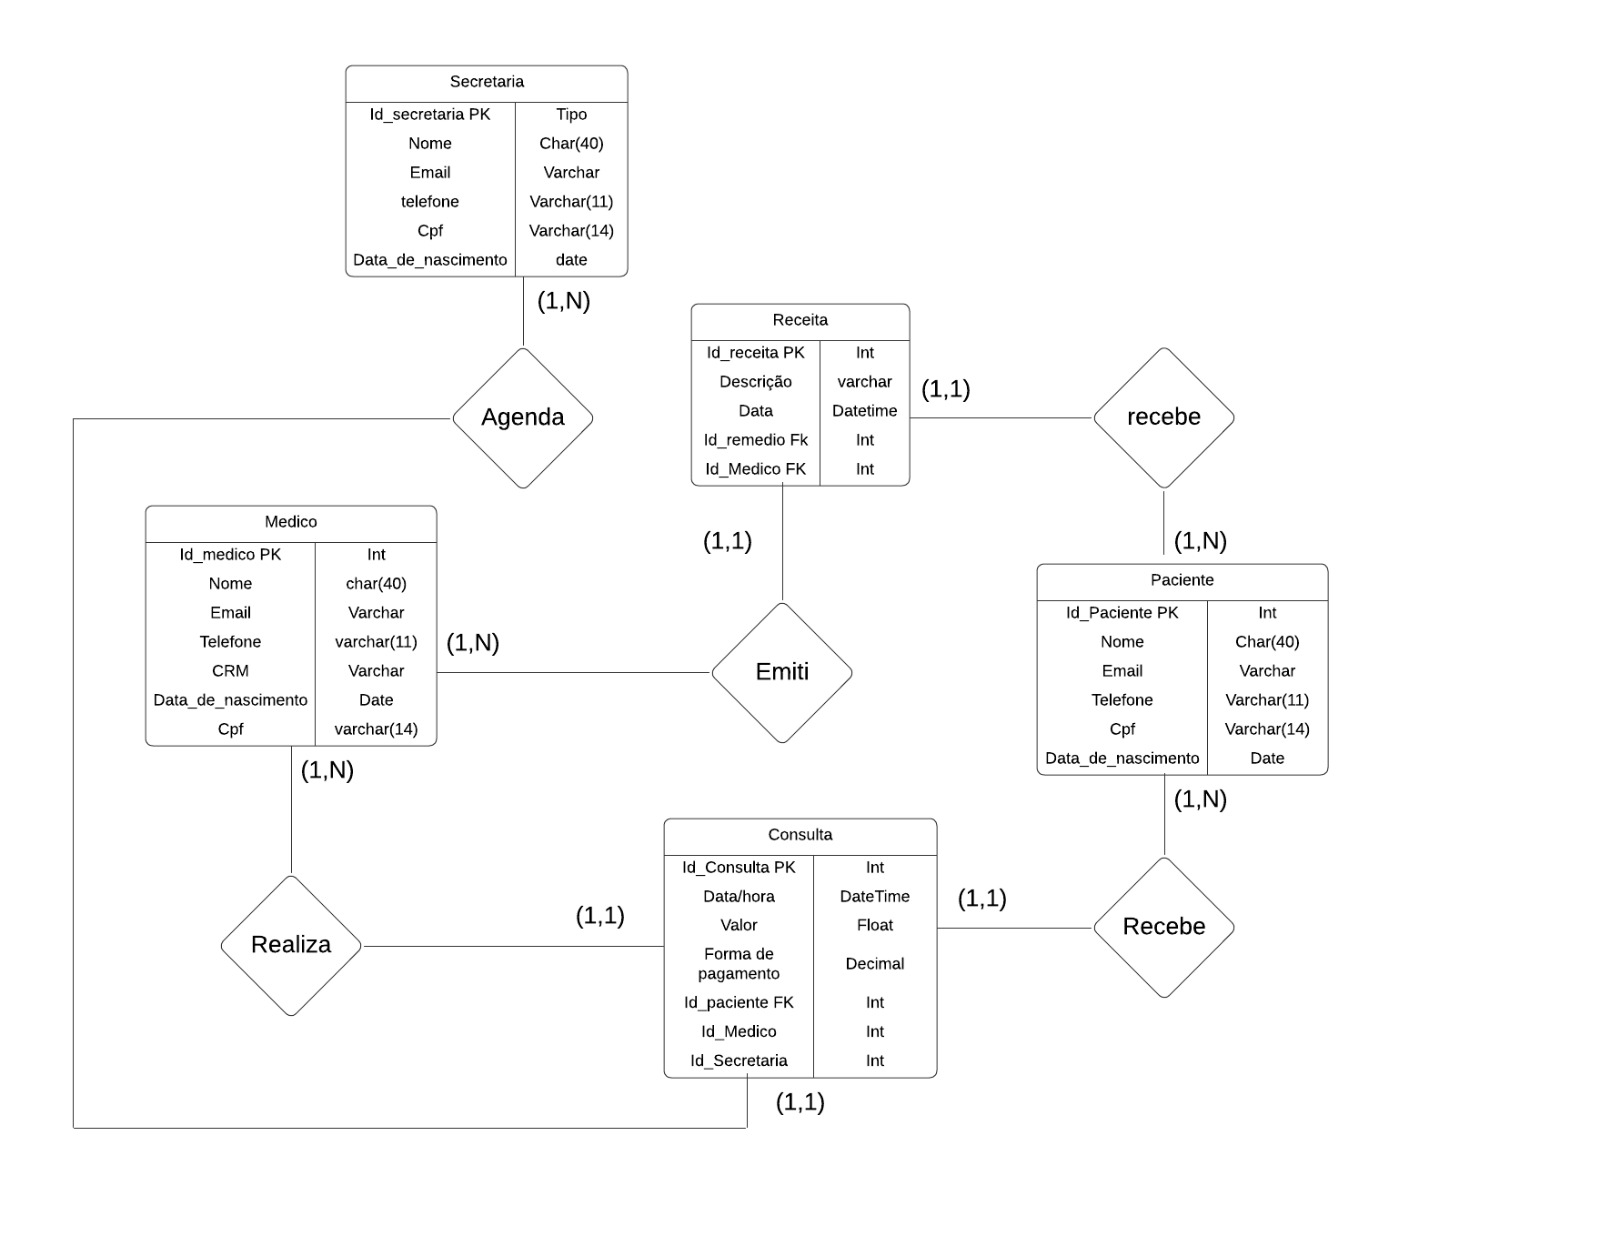 Secretaria
Id_secretaria PK Tipo
Nome Char(40)
Email Varchar
telefone Varchar(11)
Cpf Varchar(14)
Data_de_nascimento date
(1,N)
Agenda
Receita
Id_receita PK Int
Descrição varchar
Data Datetime
Id_remedio Fk Int
Id_Medico FK Int
(1,1)
recebe
(1,N)
(1,1)
Medico
Id_medico PK Int
Nome char(40)
Email Varchar
Telefone varchar(11)
CRM Varchar
Data_de_nascimento Date
Cpf varchar(14)
(1,N)
Emiti
Paciente
Id_Paciente PK Int
Nome Char(40)
Email Varchar
Telefone Varchar(11)
Cpf Varchar(14)
Data_de_nascimento Date
(1,N)
(1,N)
Realiza
(1,1)
Consulta
Id_Consulta PK Int
Data/hora DateTime
Valor Float
Forma de
pagamento Decimal
Id_paciente FK Int
Id_Medico Int
Id_Secretaria Int
(1,1)
Recebe
(1,1)